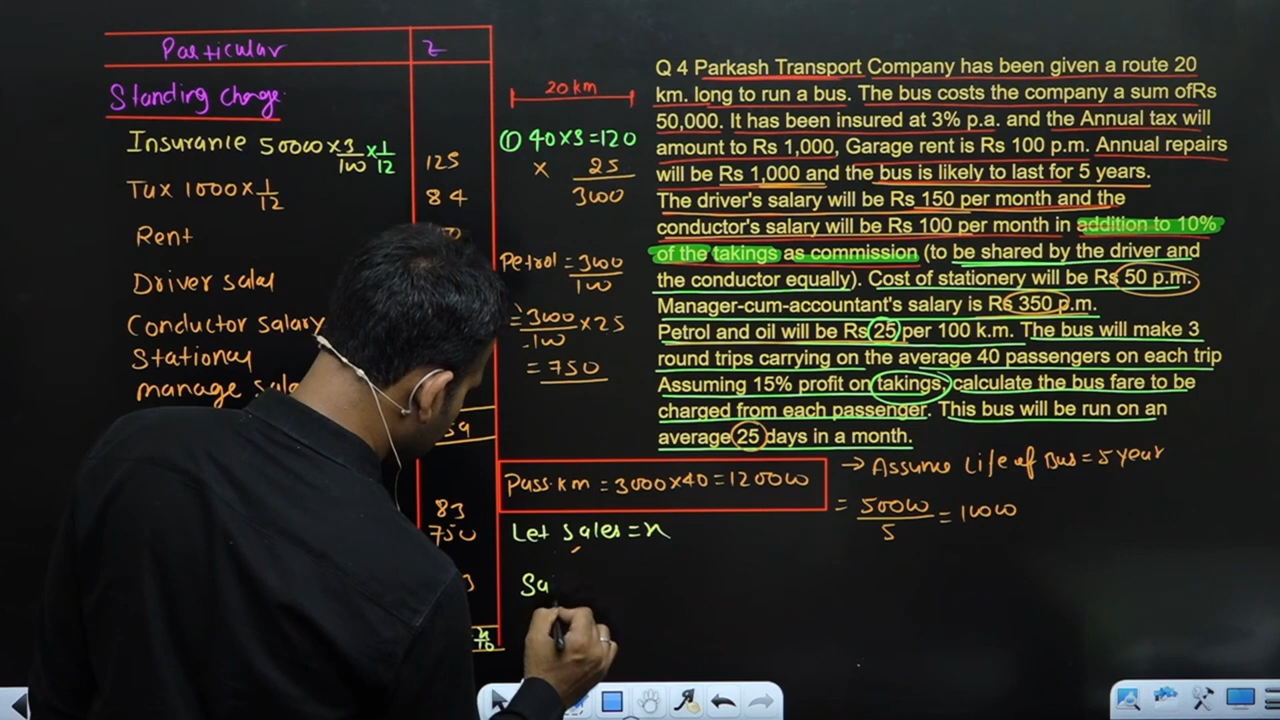 Particular ₹
Standing Charge
Insurance 50000 × 3/100 × 1/12 125
Tax 1000 × 1/12 84
Rent
Driver salal
Conductor salary
Stationary
manage sala
59
83
750
3
x/10
20 km
① 40×3=120
× 25
3000
Petrol = 3000/100
= 3000/100 × 25
= 750
Pass. km = 3000×40=120000
Let Sales = x
Sa
Q 4 Parkash Transport Company has been given a route 20
km. long to run a bus. The bus costs the company a sum ofRs
50,000. It has been insured at 3% p.a. and the Annual tax will
amount to Rs 1,000, Garage rent is Rs 100 p.m. Annual repairs
will be Rs 1,000 and the bus is likely to last for 5 years.
The driver's salary will be Rs 150 per month and the
conductor's salary will be Rs 100 per month in addition to 10%
of the takings as commission (to be shared by the driver and
the conductor equally). Cost of stationery will be Rs 50 p.m.
Manager-cum-accountant's salary is Rs 350 p.m.
Petrol and oil will be Rs 25 per 100 k.m. The bus will make 3
round trips carrying on the average 40 passengers on each trip
Assuming 15% profit on takings, calculate the bus fare to be
charged from each passenger. This bus will be run on an
average 25 days in a month.
→ Assume Life of Bus = 5 year
= 50000/5 = 10000